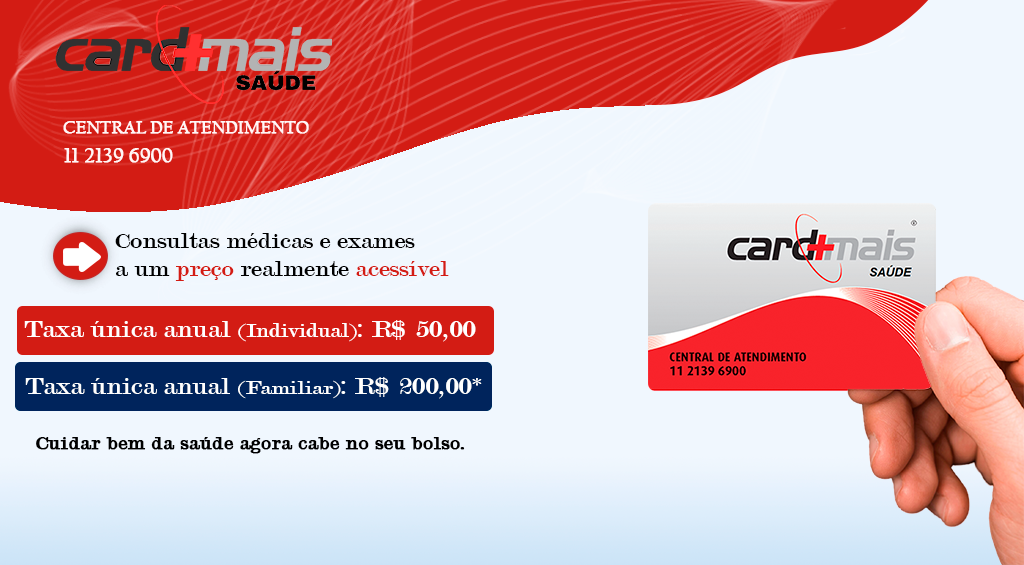 card+mais
SAÚDE
CENTRAL DE ATENDIMENTO
11 2139 6900
Consultas médicas e exames
a um preço realmente acessível
Taxa única anual (Individual): R$ 50,00
Taxa única anual (Familiar): R$ 200,00*
Cuidar bem da saúde agora cabe no seu bolso.
®
card+mais
SAÚDE
CENTRAL DE ATENDIMENTO
11 2139 6900